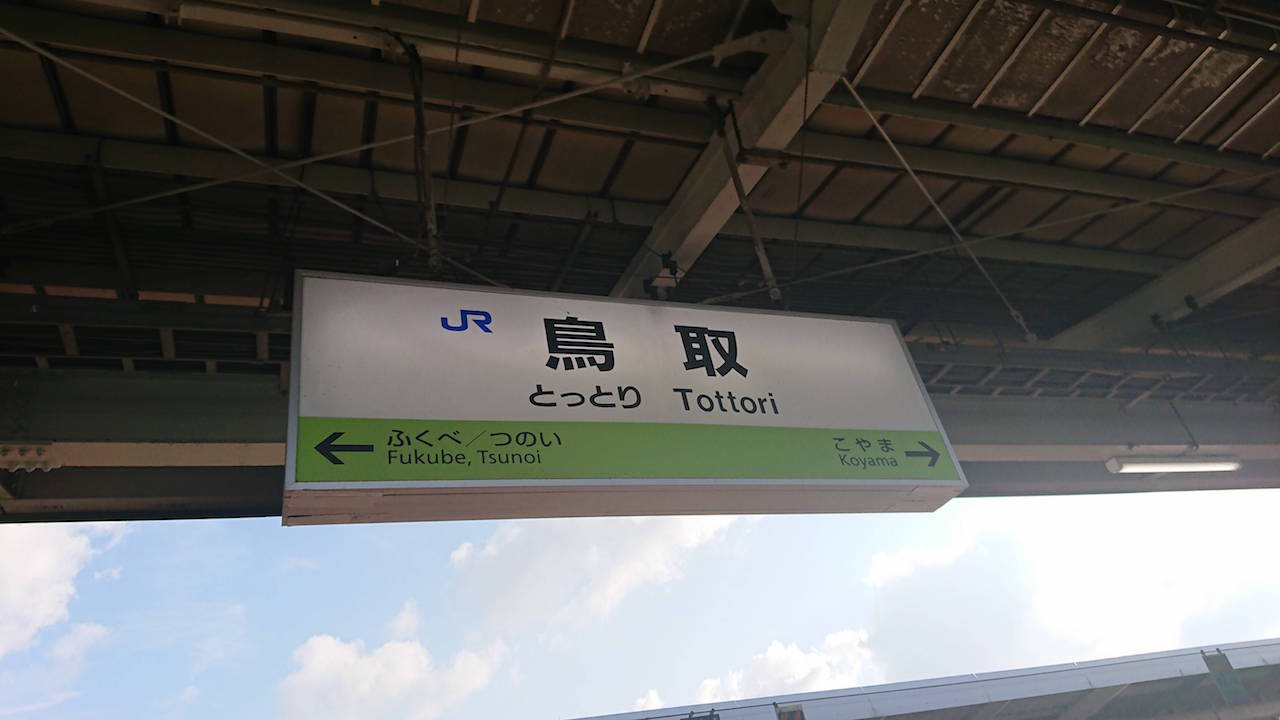 JR
鳥取
とっとり Tottori
← ふくべ／つのい
Fukube, Tsunoi
こやま →
Koyama